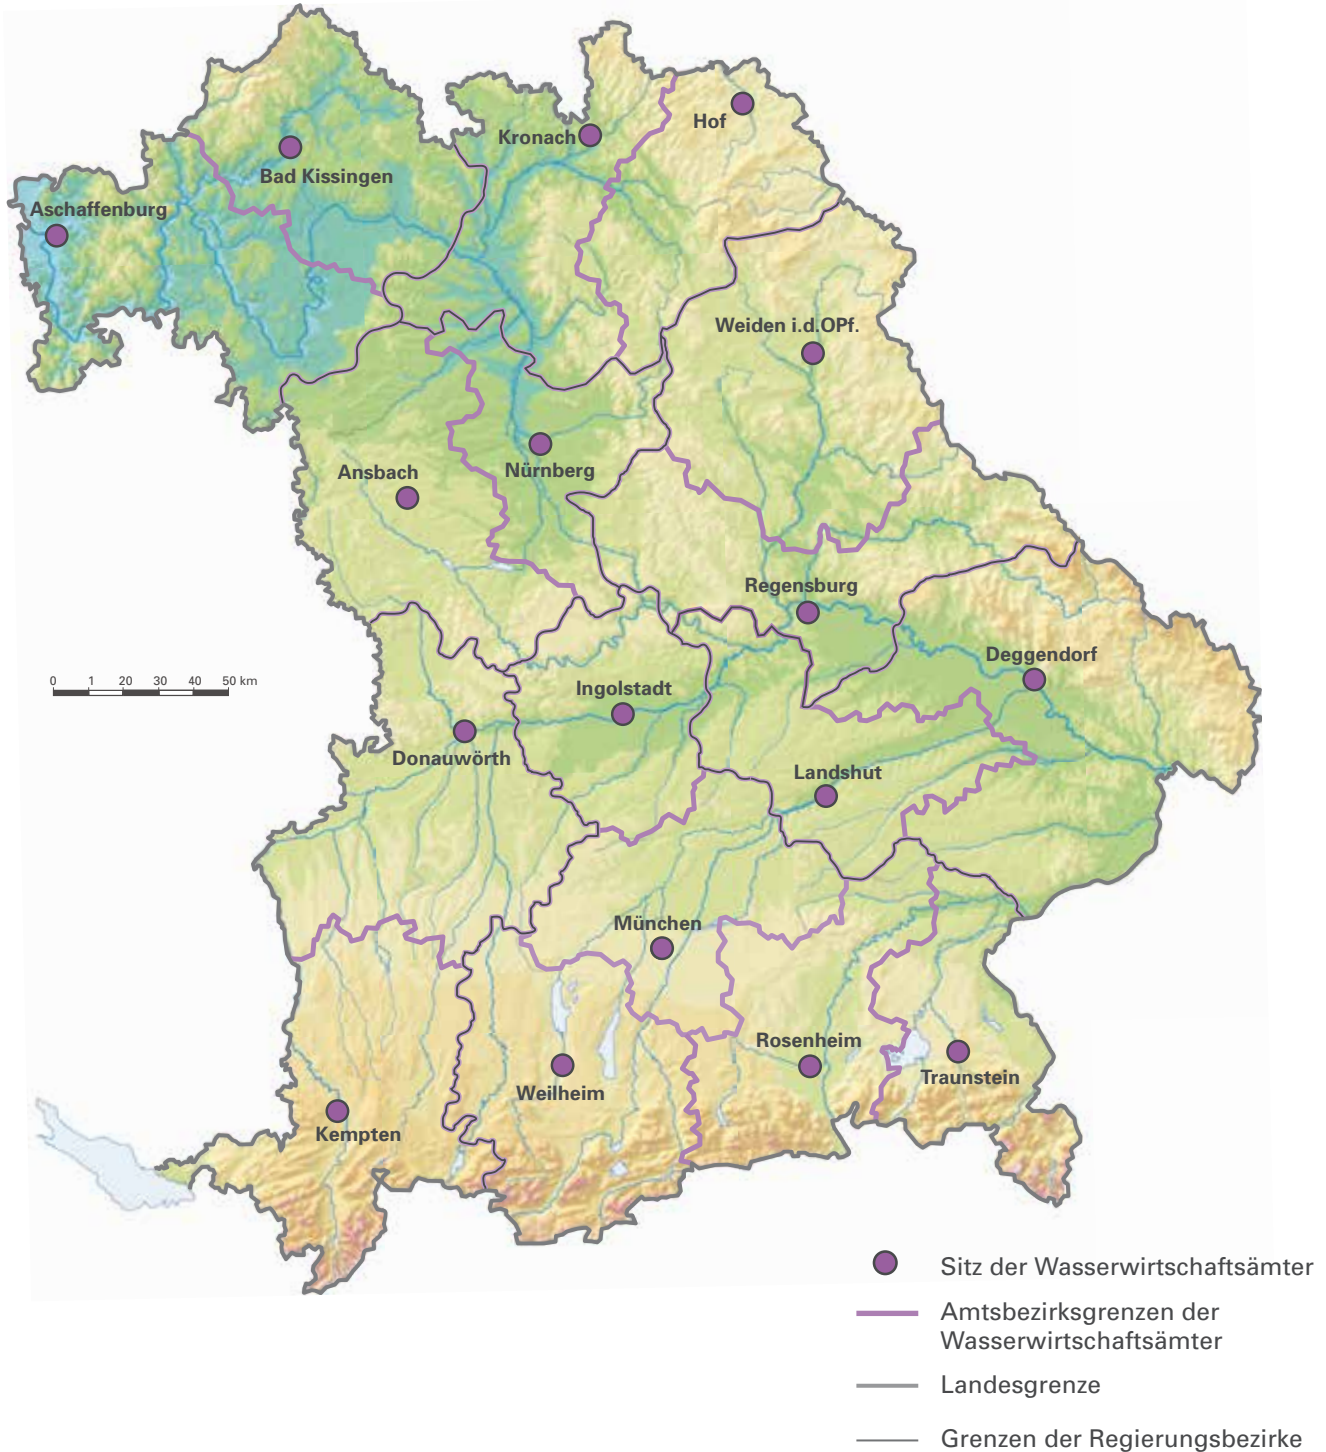 Hof
Kronach
Bad Kissingen
Aschaffenburg
Weiden i.d.OPf.
Nürnberg
Ansbach
Regensburg
Deggendorf
0 1 20 30 40 50 km
Ingolstadt
Donauwörth
Landshut
München
Rosenheim
Traunstein
Weilheim
Kempten
Sitz der Wasserwirtschaftsämter
Amtsbezirksgrenzen der
Wasserwirtschaftsämter
Landesgrenze
Grenzen der Regierungsbezirke